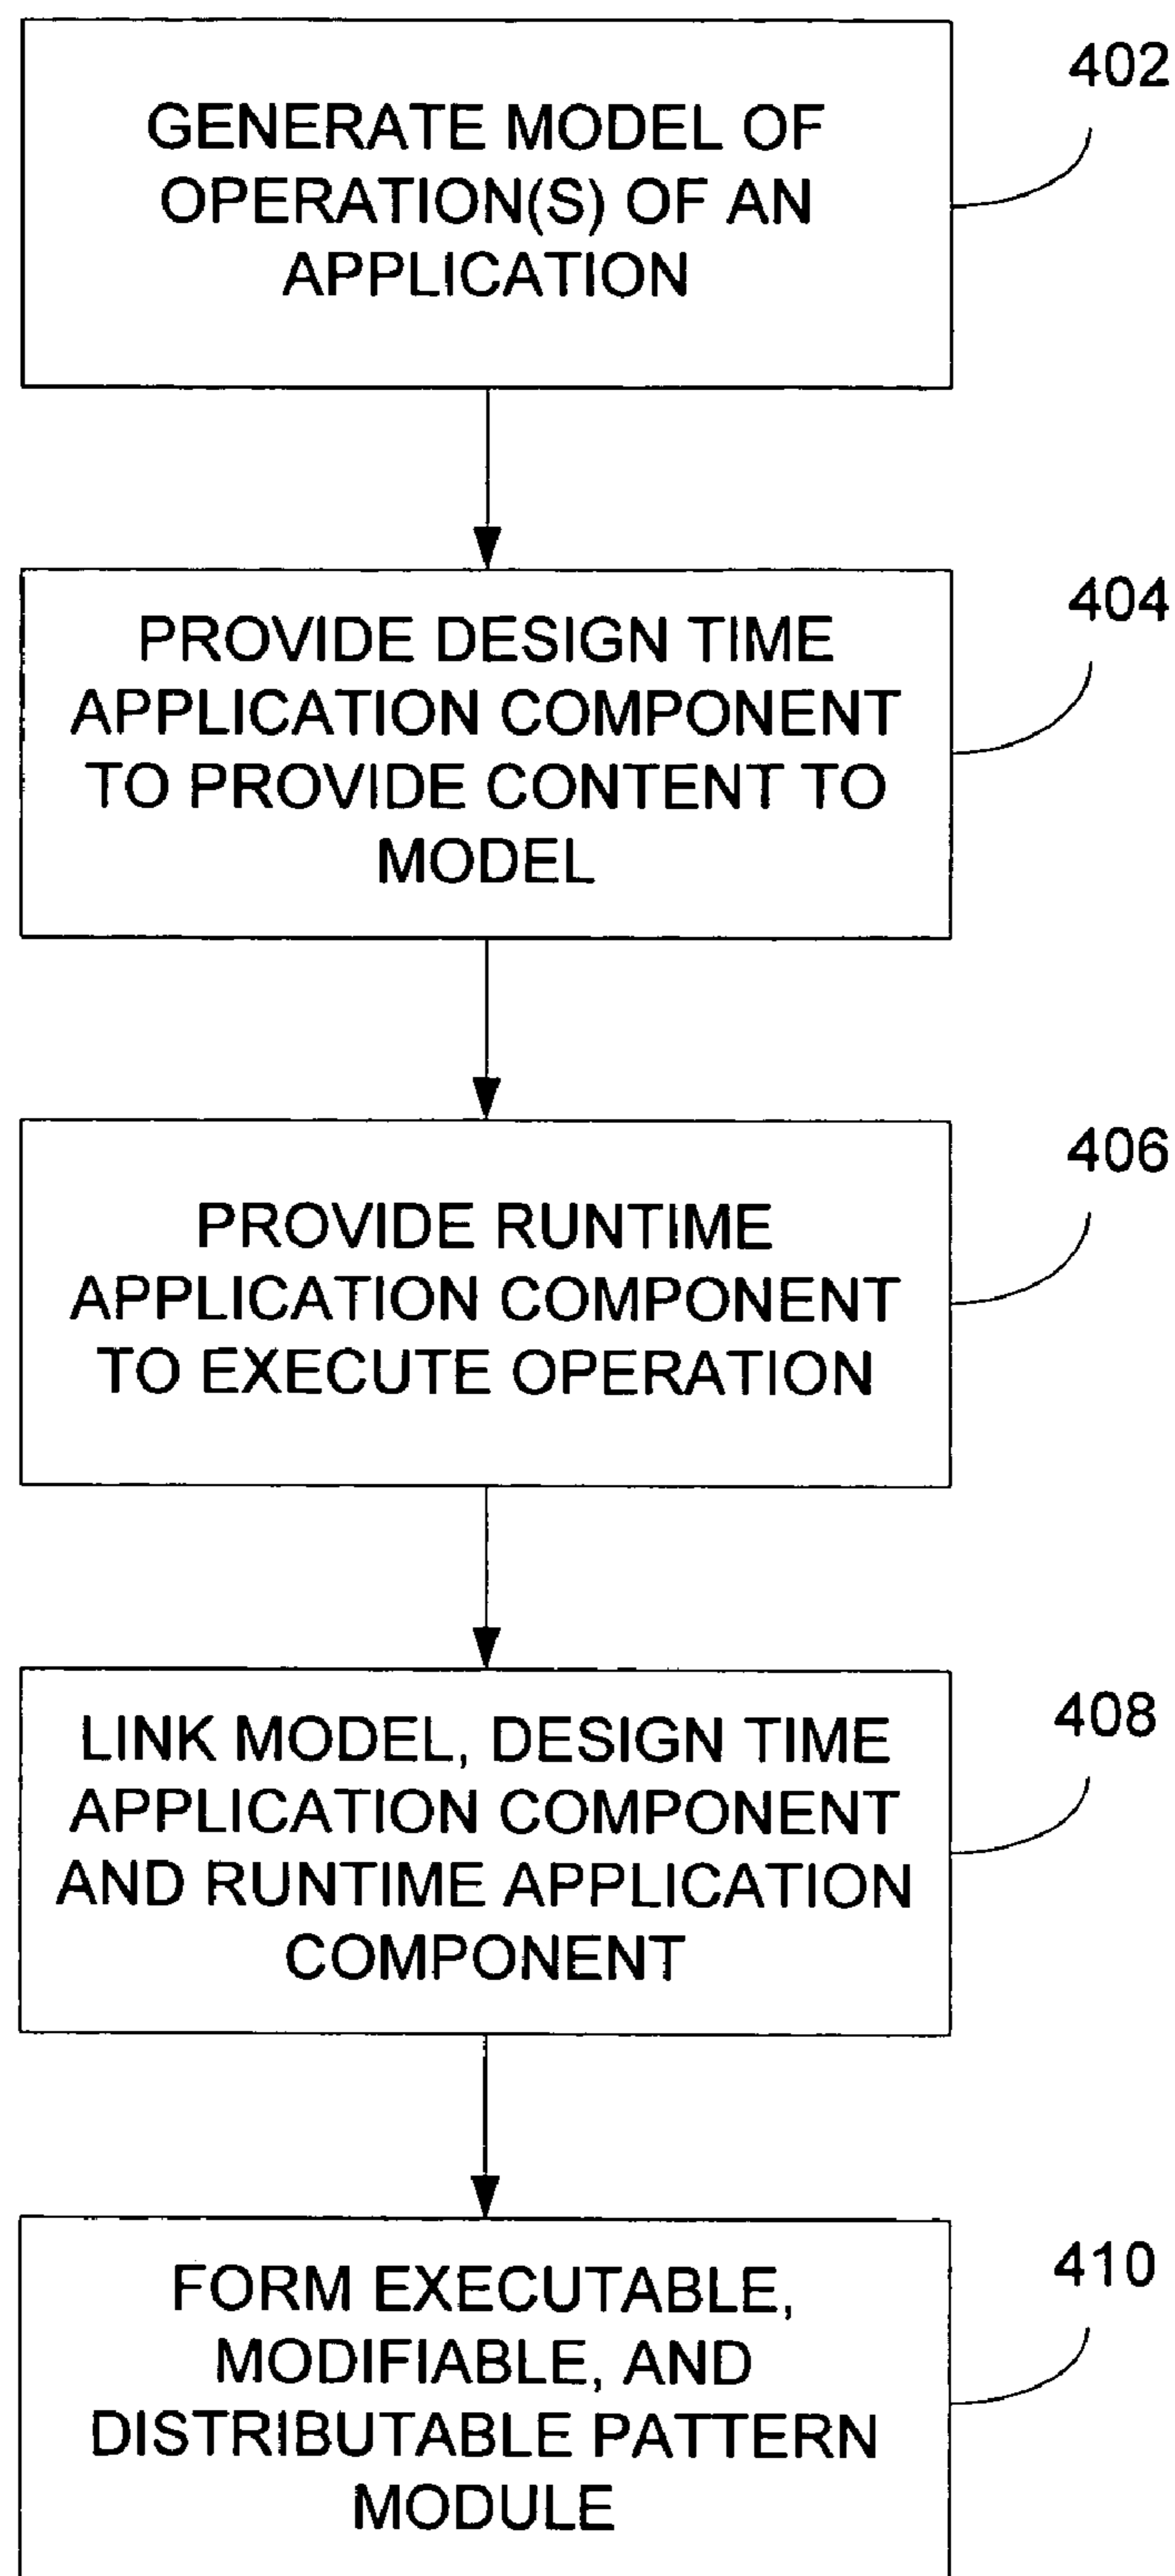 402
GENERATE MODEL OF
OPERATION(S) OF AN
APPLICATION
404
PROVIDE DESIGN TIME
APPLICATION COMPONENT
TO PROVIDE CONTENT TO
MODEL
406
PROVIDE RUNTIME
APPLICATION COMPONENT
TO EXECUTE OPERATION
408
LINK MODEL, DESIGN TIME
APPLICATION COMPONENT
AND RUNTIME APPLICATION
COMPONENT
410
FORM EXECUTABLE,
MODIFIABLE, AND
DISTRIBUTABLE PATTERN
MODULE